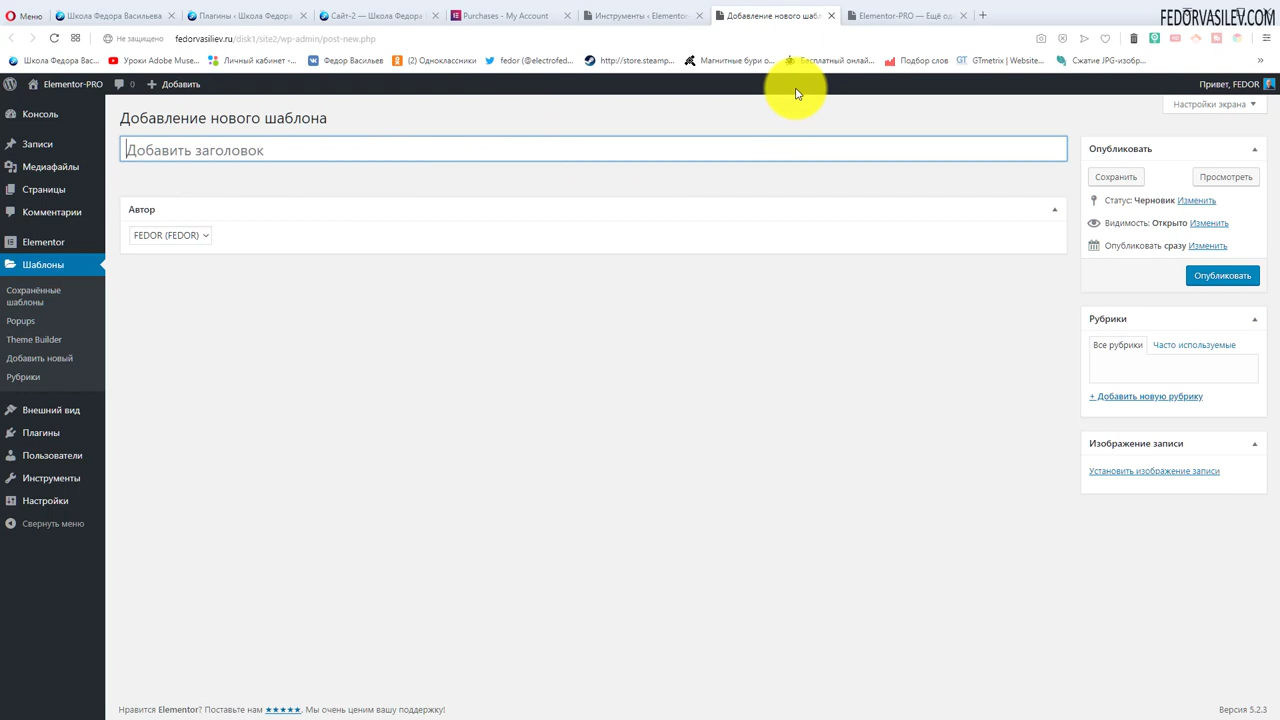 FEDORVASILEV.COM
Меню
Школа Федора Васильева
Плагины ‹ Школа Федора
Сайт-2 — Школа Федора
Purchases - My Account
Инструменты ‹ Elementor
Добавление нового шабл
Elementor-PRO — Ещё од
Не защищено
fedorvasiliev.ru/disk1/site2/wp-admin/post-new.php
Школа Федора Вас...
Уроки Adobe Muse...
Личный кабинет -...
Федор Васильев
(2) Одноклассники
fedor (@electrofed...
http://store.steamp...
Магнитные бури о...
Бесплатный онлай...
Подбор слов
GTmetrix | Website...
Сжатие JPG-изобр...
Elementor-PRO
0
Добавить
Привет, FEDOR
Настройки экрана
Консоль
Записи
Медиафайлы
Страницы
Комментарии
Elementor
Шаблоны
Сохранённые
шаблоны
Popups
Theme Builder
Добавить новый
Рубрики
Внешний вид
Плагины
Пользователи
Инструменты
Настройки
Свернуть меню
Добавление нового шаблона
Добавить заголовок
Автор
FEDOR (FEDOR)
Опубликовать
Сохранить
Просмотреть
Статус: Черновик Изменить
Видимость: Открыто Изменить
Опубликовать сразу Изменить
Опубликовать
Рубрики
Все рубрики
Часто используемые
+ Добавить новую рубрику
Изображение записи
Установить изображение записи
Нравится Elementor? Поставьте нам ★★★★★. Мы очень ценим вашу поддержку!
Версия 5.2.3